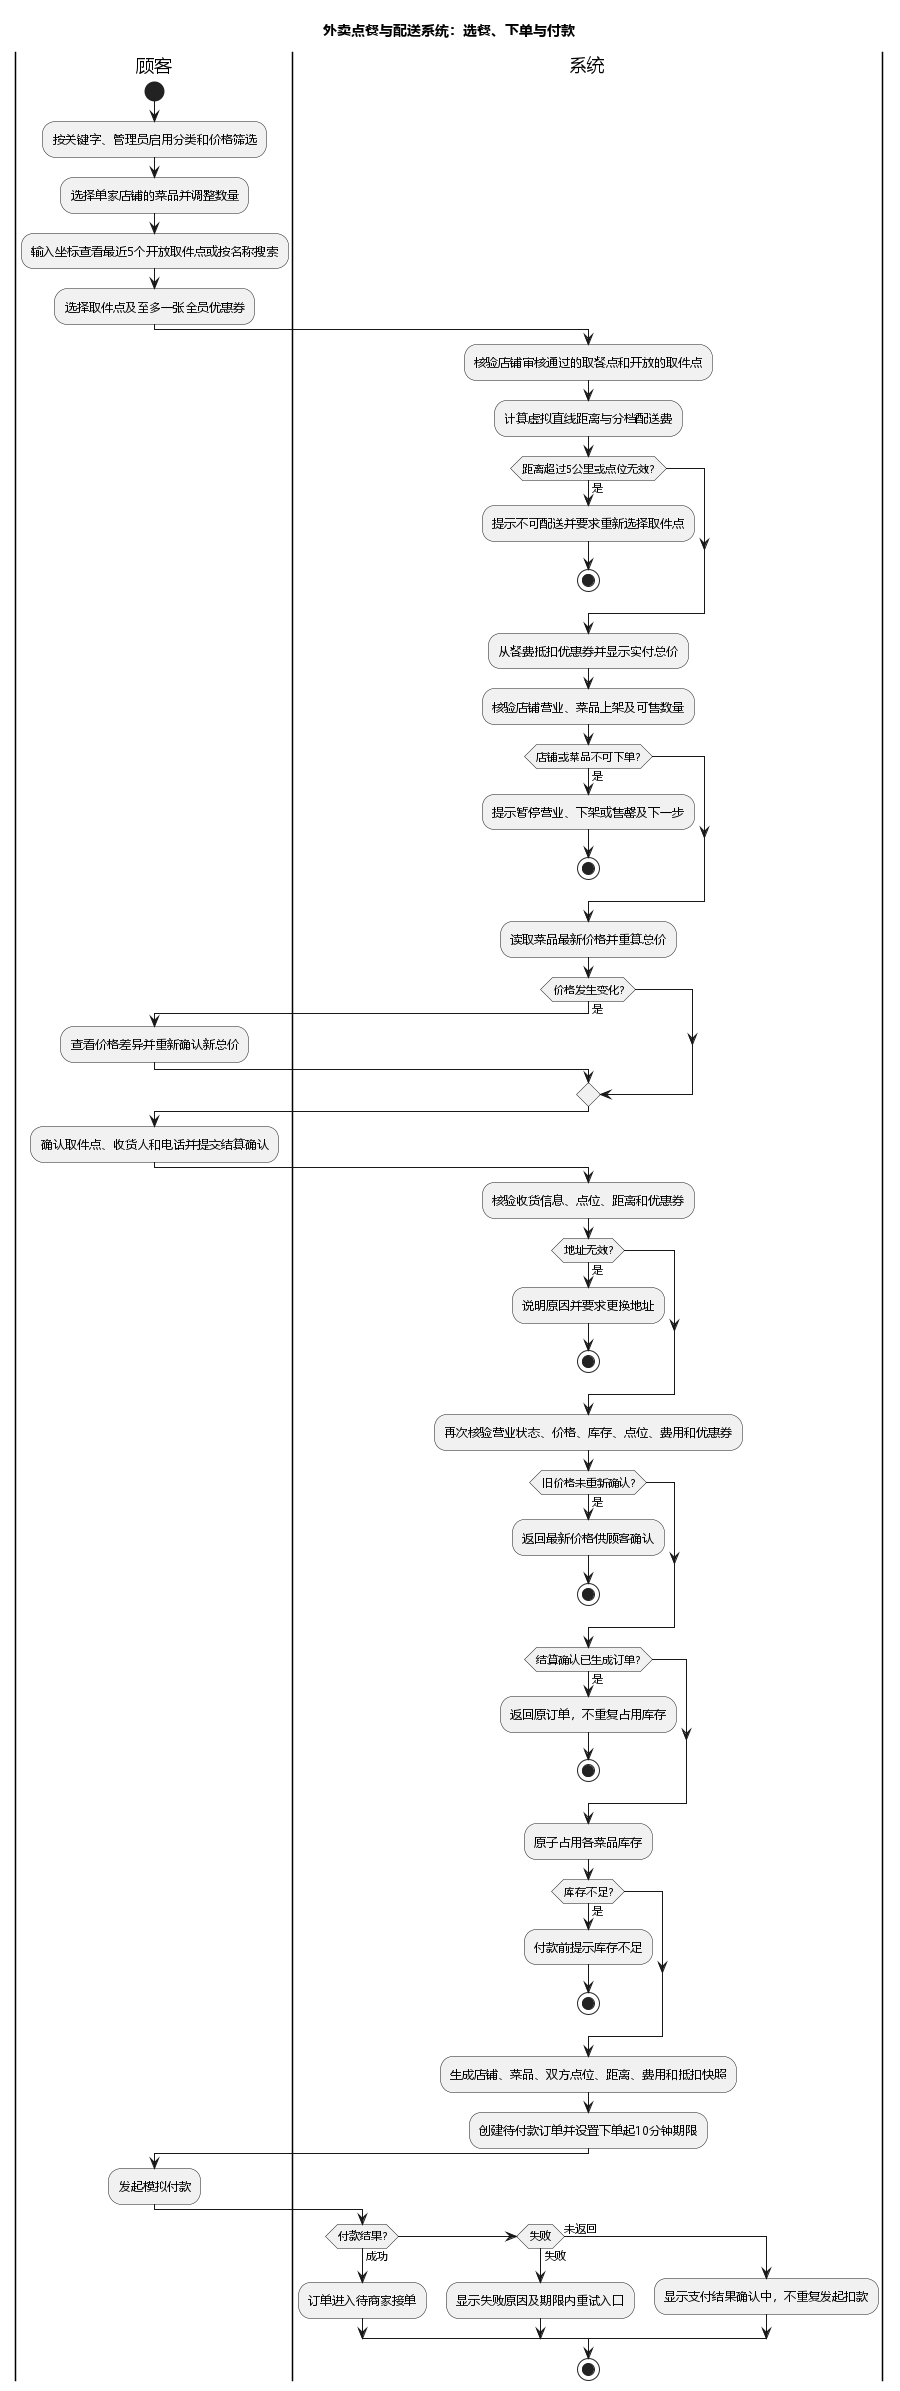 外卖点餐与配送系统：选餐、下单与付款
顾客
系统
按关键字、管理员启用分类和价格筛选
选择单家店铺的菜品并调整数量
输入坐标查看最近5个开放取件点或按名称搜索
选择取件点及至多一张全员优惠券
核验店铺审核通过的取餐点和开放的取件点
计算虚拟直线距离与分档配送费
距离超过5公里或点位无效?
是
提示不可配送并要求重新选择取件点
从餐费抵扣优惠券并显示实付总价
核验店铺营业、菜品上架及可售数量
店铺或菜品不可下单?
是
提示暂停营业、下架或售罄及下一步
读取菜品最新价格并重算总价
价格发生变化?
是
查看价格差异并重新确认新总价
确认取件点、收货人和电话并提交结算确认
核验收货信息、点位、距离和优惠券
地址无效?
是
说明原因并要求更换地址
再次核验营业状态、价格、库存、点位、费用和优惠券
旧价格未重新确认?
是
返回最新价格供顾客确认
结算确认已生成订单?
是
返回原订单，不重复占用库存
原子占用各菜品库存
库存不足?
是
付款前提示库存不足
生成店铺、菜品、双方点位、距离、费用和抵扣快照
创建待付款订单并设置下单起10分钟期限
发起模拟付款
付款结果?
成功
失败
失败
未返回
订单进入待商家接单
显示失败原因及期限内重试入口
显示支付结果确认中，不重复发起扣款